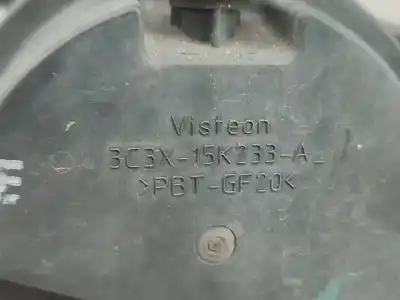 Visteon
3C3X-15K233-A
>PBT-GF20<